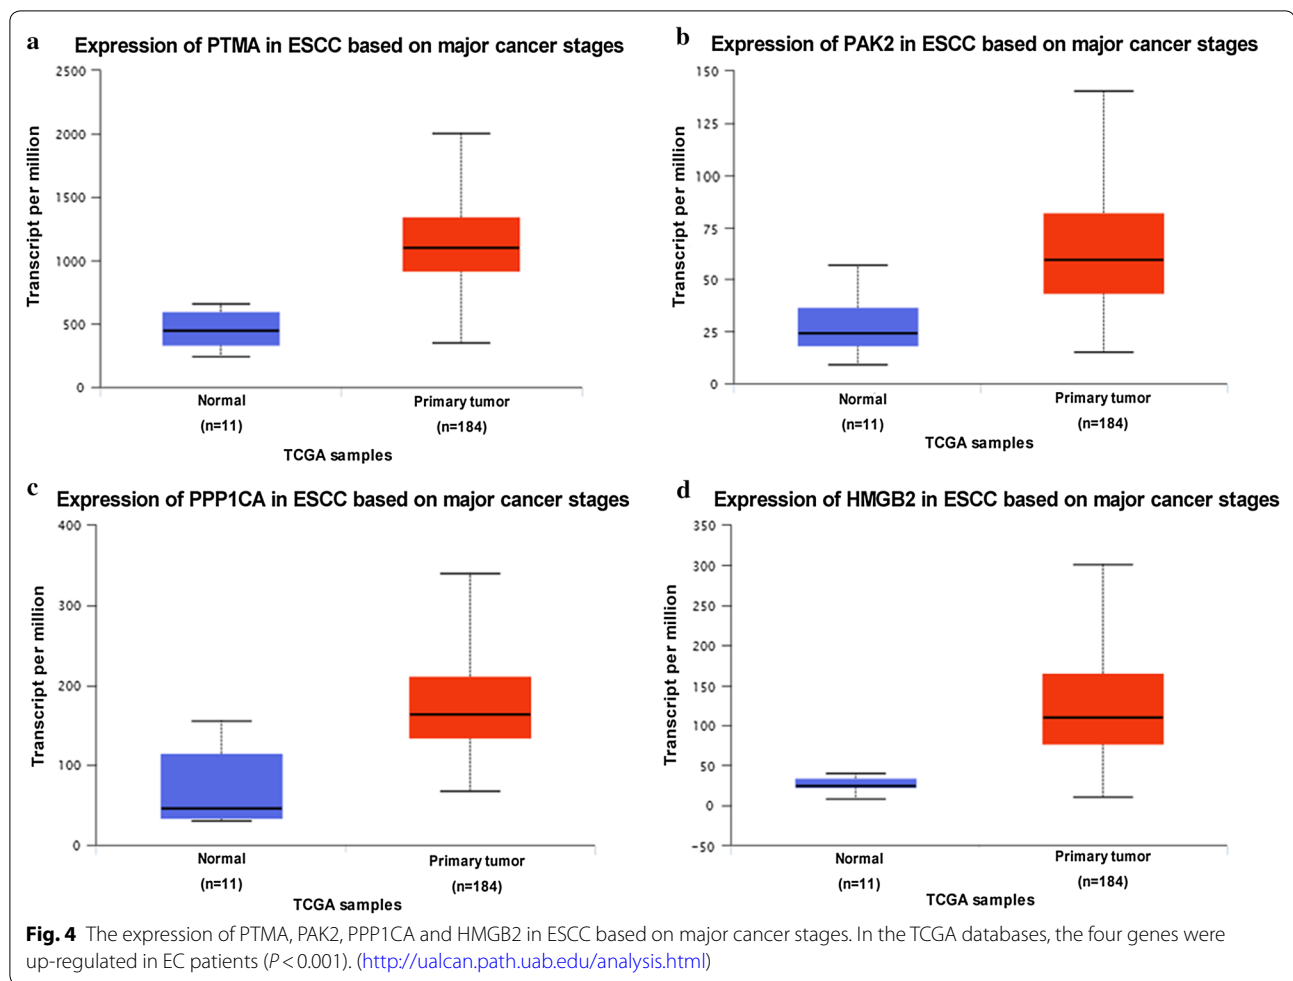 a
Expression of PTMA in ESCC based on major cancer stages
Transcript per million
2500
2000
1500
1000
500
0
Normal
(n=11)
Primary tumor
(n=184)
TCGA samples
b
Expression of PAK2 in ESCC based on major cancer stages
Transcript per million
150
125
100
75
50
25
0
Normal
(n=11)
Primary tumor
(n=184)
TCGA samples
c
Expression of PPP1CA in ESCC based on major cancer stages
Transcript per million
400
300
200
100
0
Normal
(n=11)
Primary tumor
(n=184)
TCGA samples
d
Expression of HMGB2 in ESCC based on major cancer stages
Transcript per million
350
300
250
200
150
100
50
0
−50
Normal
(n=11)
Primary tumor
(n=184)
TCGA samples
Fig. 4 The expression of PTMA, PAK2, PPP1CA and HMGB2 in ESCC based on major cancer stages. In the TCGA databases, the four genes were
up-regulated in EC patients (P < 0.001). (http://ualcan.path.uab.edu/analysis.html)